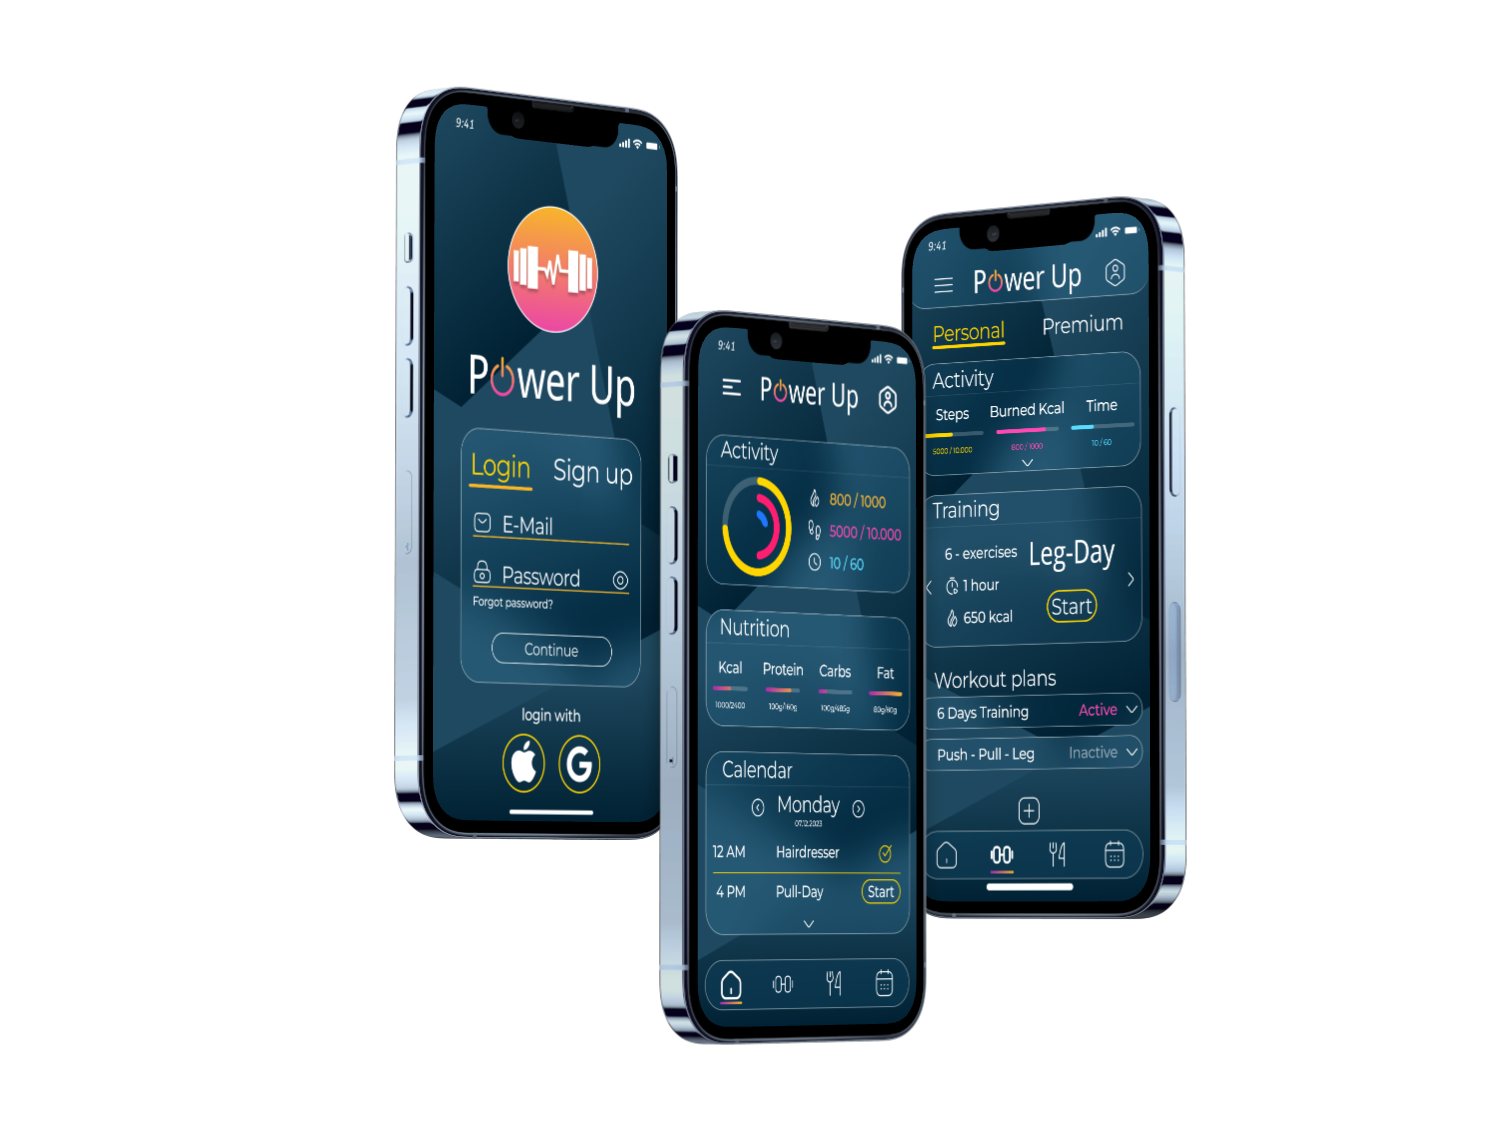 9:41
Power Up
Login Sign up
E-Mail
Password
Forgot password?
Continue
login with
G
9:41
Power Up
Activity
800 / 1000
5000 / 10.000
10 / 60
Nutrition
Kcal Protein Carbs Fat
1000/2400 100g/160g 100g/485g 80g/80g
Calendar
Monday
07.12.2023
12 AM Hairdresser
4 PM Pull-Day Start
9:41
Power Up
Personal Premium
Activity
Steps Burned Kcal Time
5000 / 10.000 800 / 1000 10 / 60
Training
6 - exercises Leg-Day
1 hour
650 kcal Start
Workout plans
6 Days Training Active
Push - Pull - Leg Inactive